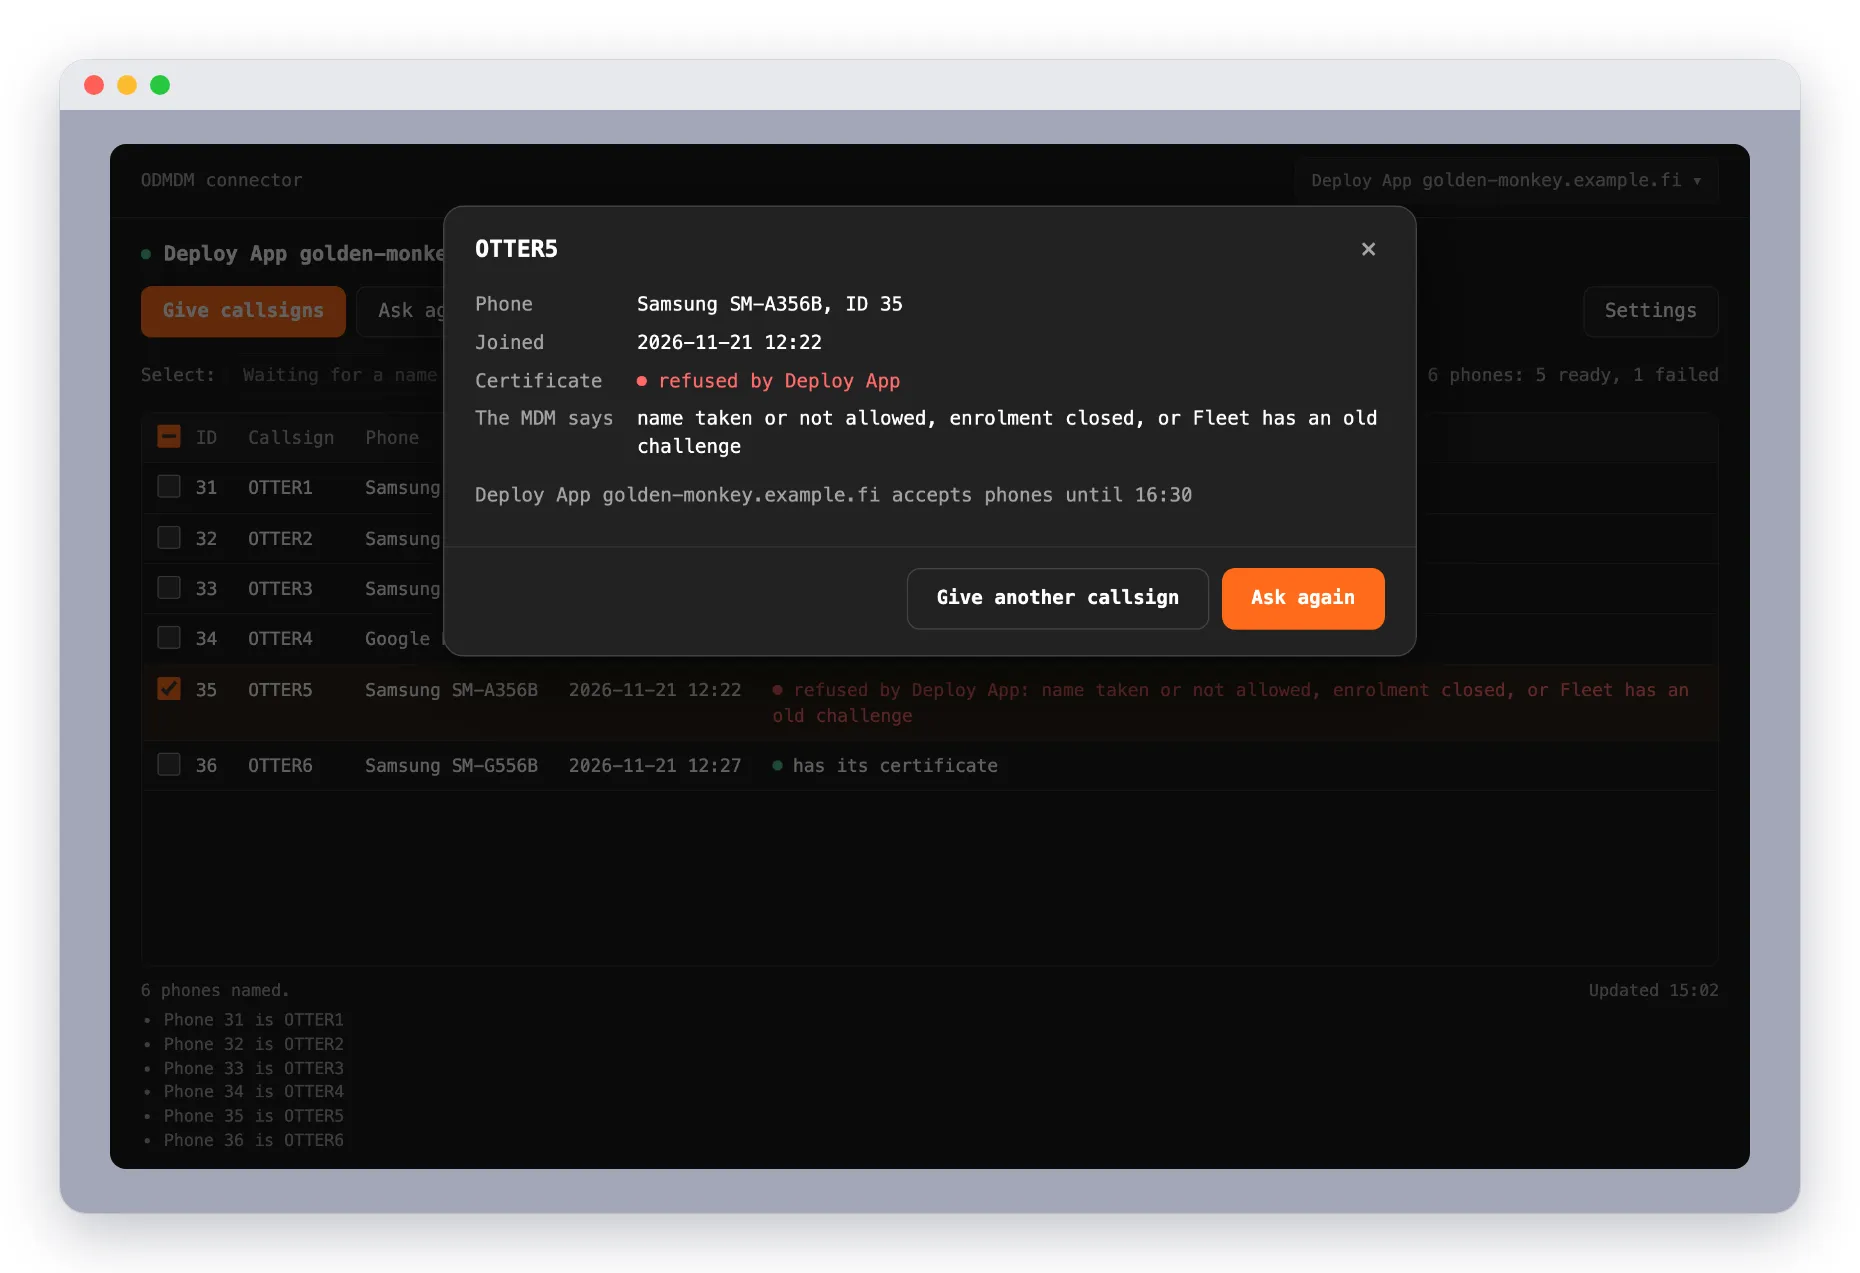 ODMDM connector
Deploy App golden-monkey.example.fi ▾
Deploy App golden-monke
Give callsigns
Ask ag
Settings
Select:
Waiting for a name
6 phones: 5 ready, 1 failed
ID Callsign Phone
31 OTTER1 Samsung
32 OTTER2 Samsung
33 OTTER3 Samsung
34 OTTER4 Google
35 OTTER5 Samsung SM-A356B 2026-11-21 12:22 refused by Deploy App: name taken or not allowed, enrolment closed, or Fleet has an
old challenge
36 OTTER6 Samsung SM-G556B 2026-11-21 12:27 has its certificate
6 phones named.
Updated 15:02
• Phone 31 is OTTER1
• Phone 32 is OTTER2
• Phone 33 is OTTER3
• Phone 34 is OTTER4
• Phone 35 is OTTER5
• Phone 36 is OTTER6
OTTER5
×
Phone Samsung SM-A356B, ID 35
Joined 2026-11-21 12:22
Certificate refused by Deploy App
The MDM says name taken or not allowed, enrolment closed, or Fleet has an old
challenge
Deploy App golden-monkey.example.fi accepts phones until 16:30
Give another callsign
Ask again